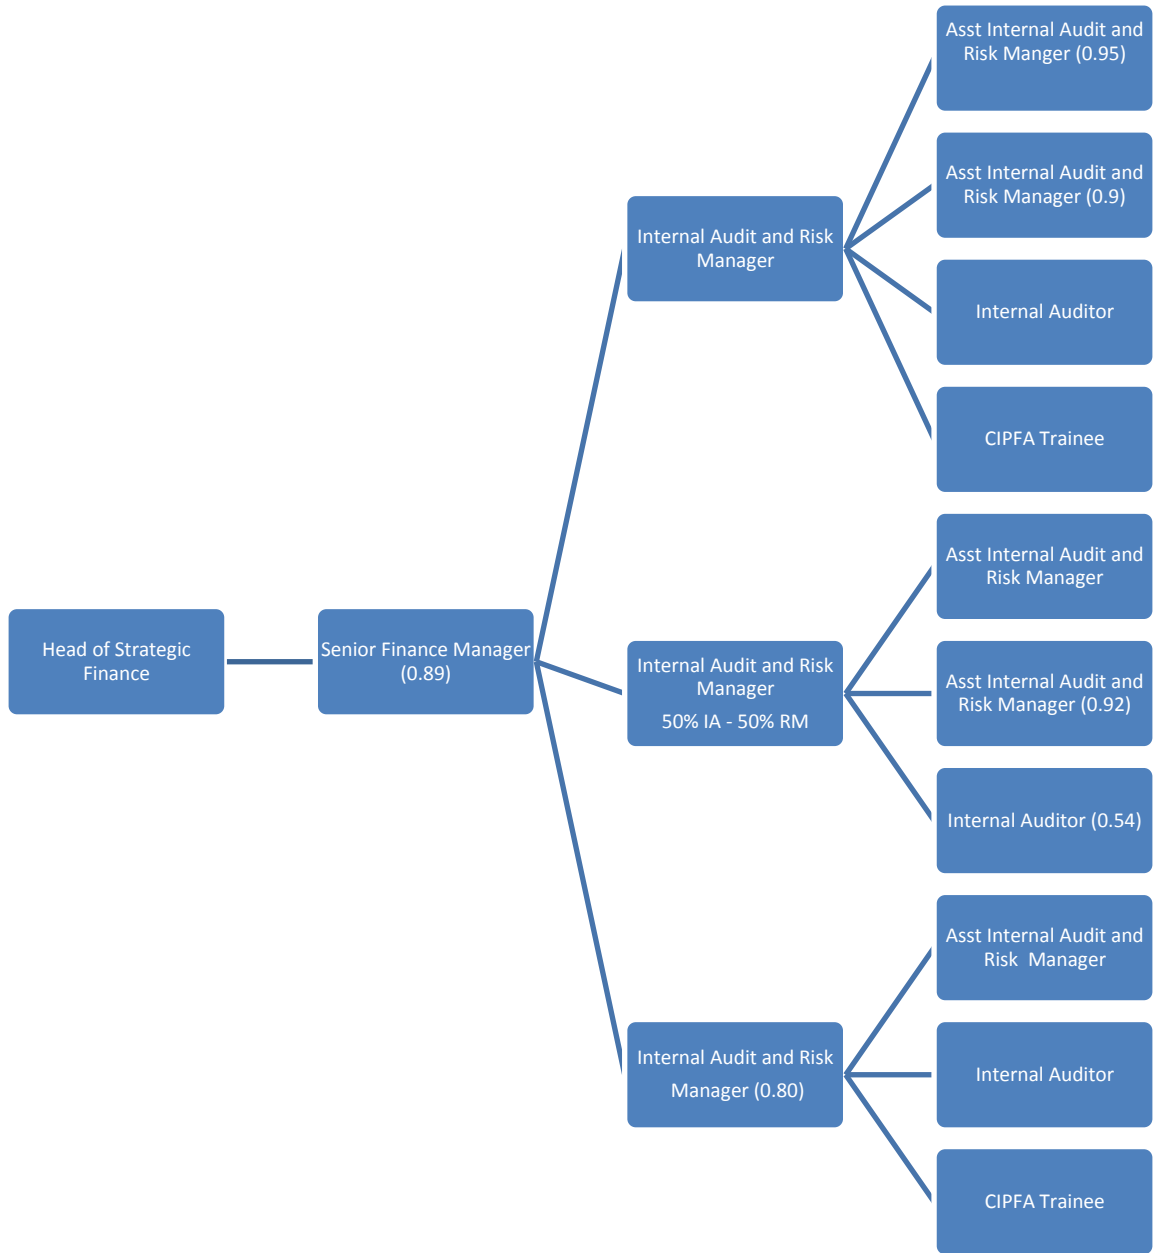 Head of Strategic
Finance
Senior Finance Manager
(0.89)
Internal Audit and Risk
Manager
Asst Internal Audit and
Risk Manger (0.95)
Asst Internal Audit and
Risk Manager (0.9)
Internal Auditor
CIPFA Trainee
Internal Audit and Risk
Manager
50% IA - 50% RM
Asst Internal Audit and
Risk Manager
Asst Internal Audit and
Risk Manager (0.92)
Internal Auditor (0.54)
Internal Audit and Risk
Manager (0.80)
Asst Internal Audit and
Risk  Manager
Internal Auditor
CIPFA Trainee